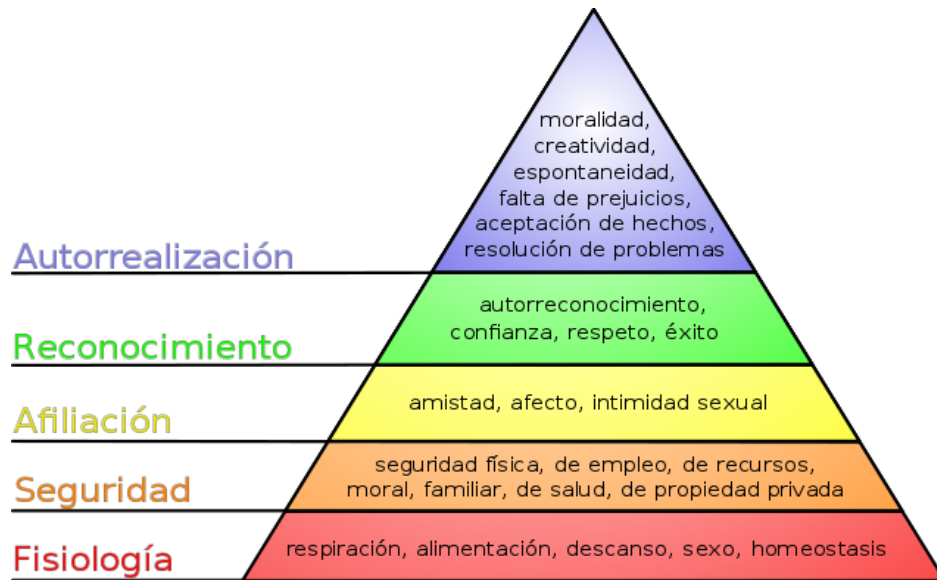 moralidad,
creatividad,
espontaneidad,
falta de prejuicios,
aceptación de hechos,
resolución de problemas
Autorrealización
autorreconocimiento,
confianza, respeto, éxito
Reconocimiento
amistad, afecto, intimidad sexual
Afiliación
seguridad física, de empleo, de recursos,
moral, familiar, de salud, de propiedad privada
Seguridad
respiración, alimentación, descanso, sexo, homeostasis
Fisiología